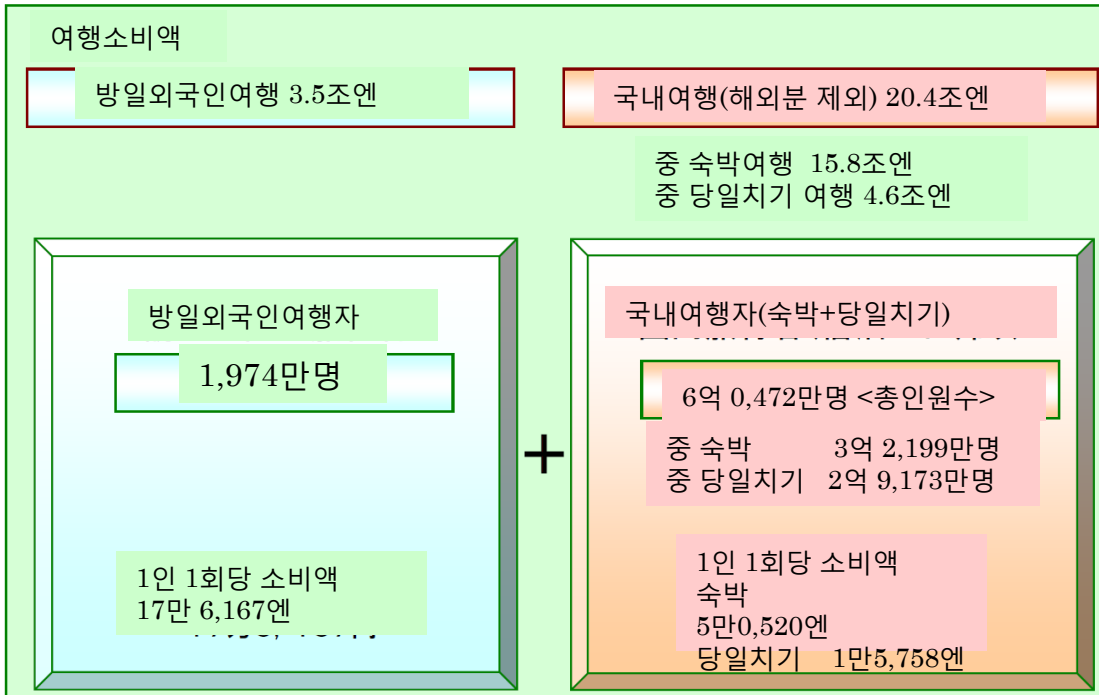 여행소비액
방일외국인여행 3.5조엔
국내여행(해외분 제외) 20.4조엔
중 숙박여행 15.8조엔
중 당일치기 여행 4.6조엔
방일외국인여행자
1,974만명
1인 1회당 소비액
17만 6,167엔
+
국내여행자(숙박+당일치기)
6억 0,472만명 <총인원수>
중 숙박 3억 2,199만명
중 당일치기 2억 9,173만명
1인 1회당 소비액
숙박
5만0,520엔
당일치기 1만5,758엔